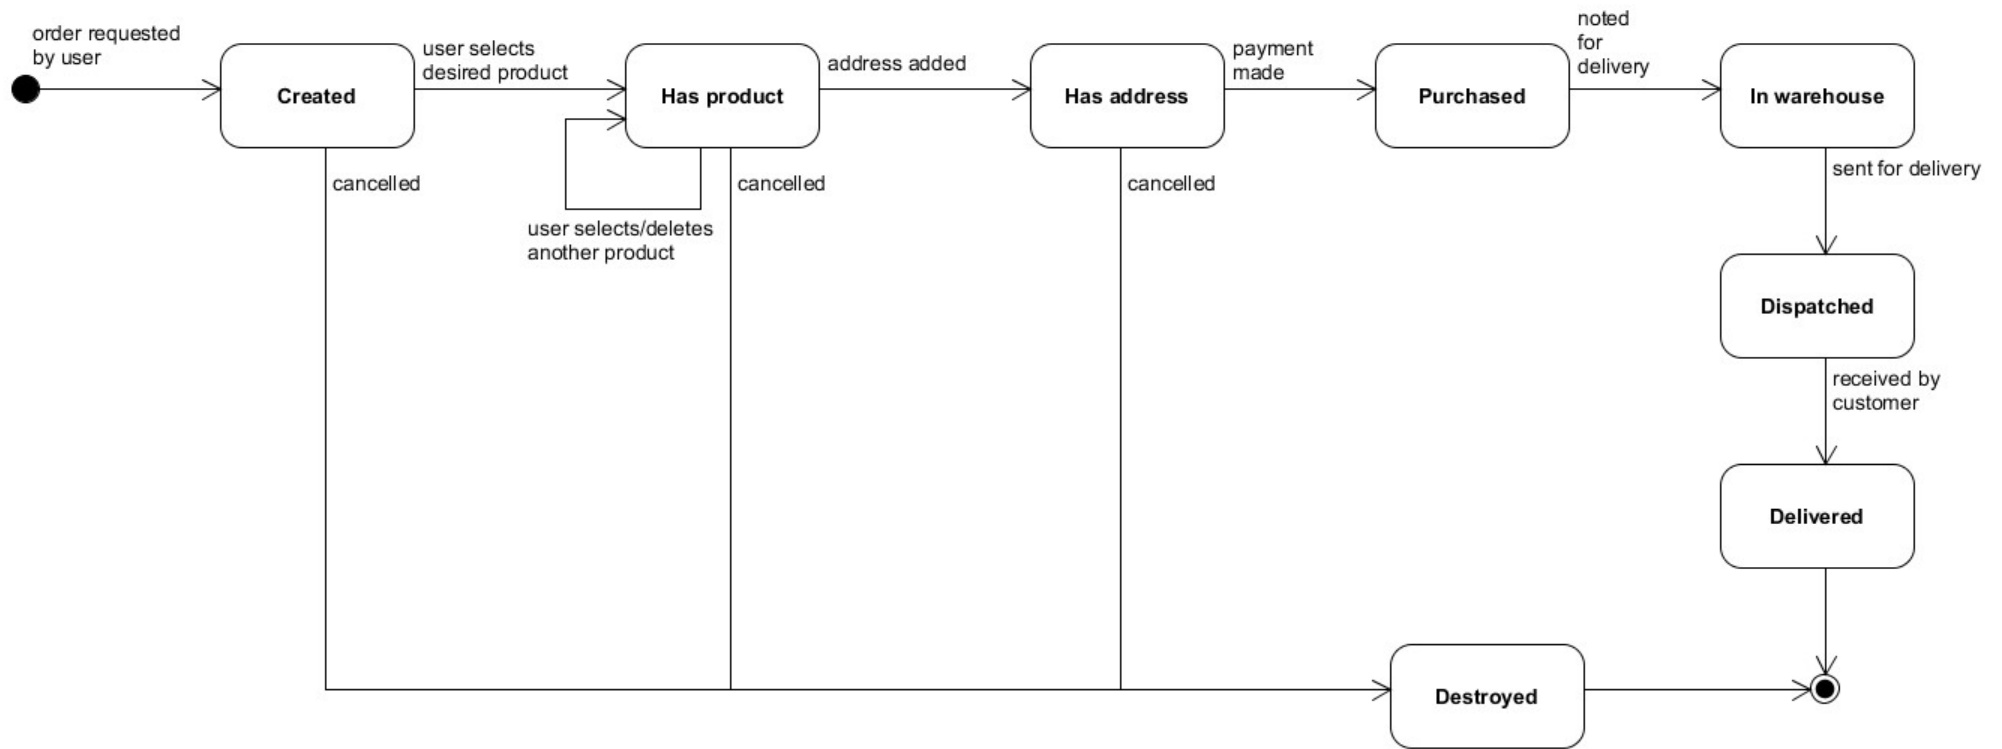 order requested
by user
Created
user selects
desired product
Has product
address added
Has address
payment
made
Purchased
noted
for
delivery
In warehouse
cancelled
user selects/deletes
another product
cancelled
cancelled
sent for delivery
Dispatched
received by
customer
Delivered
Destroyed